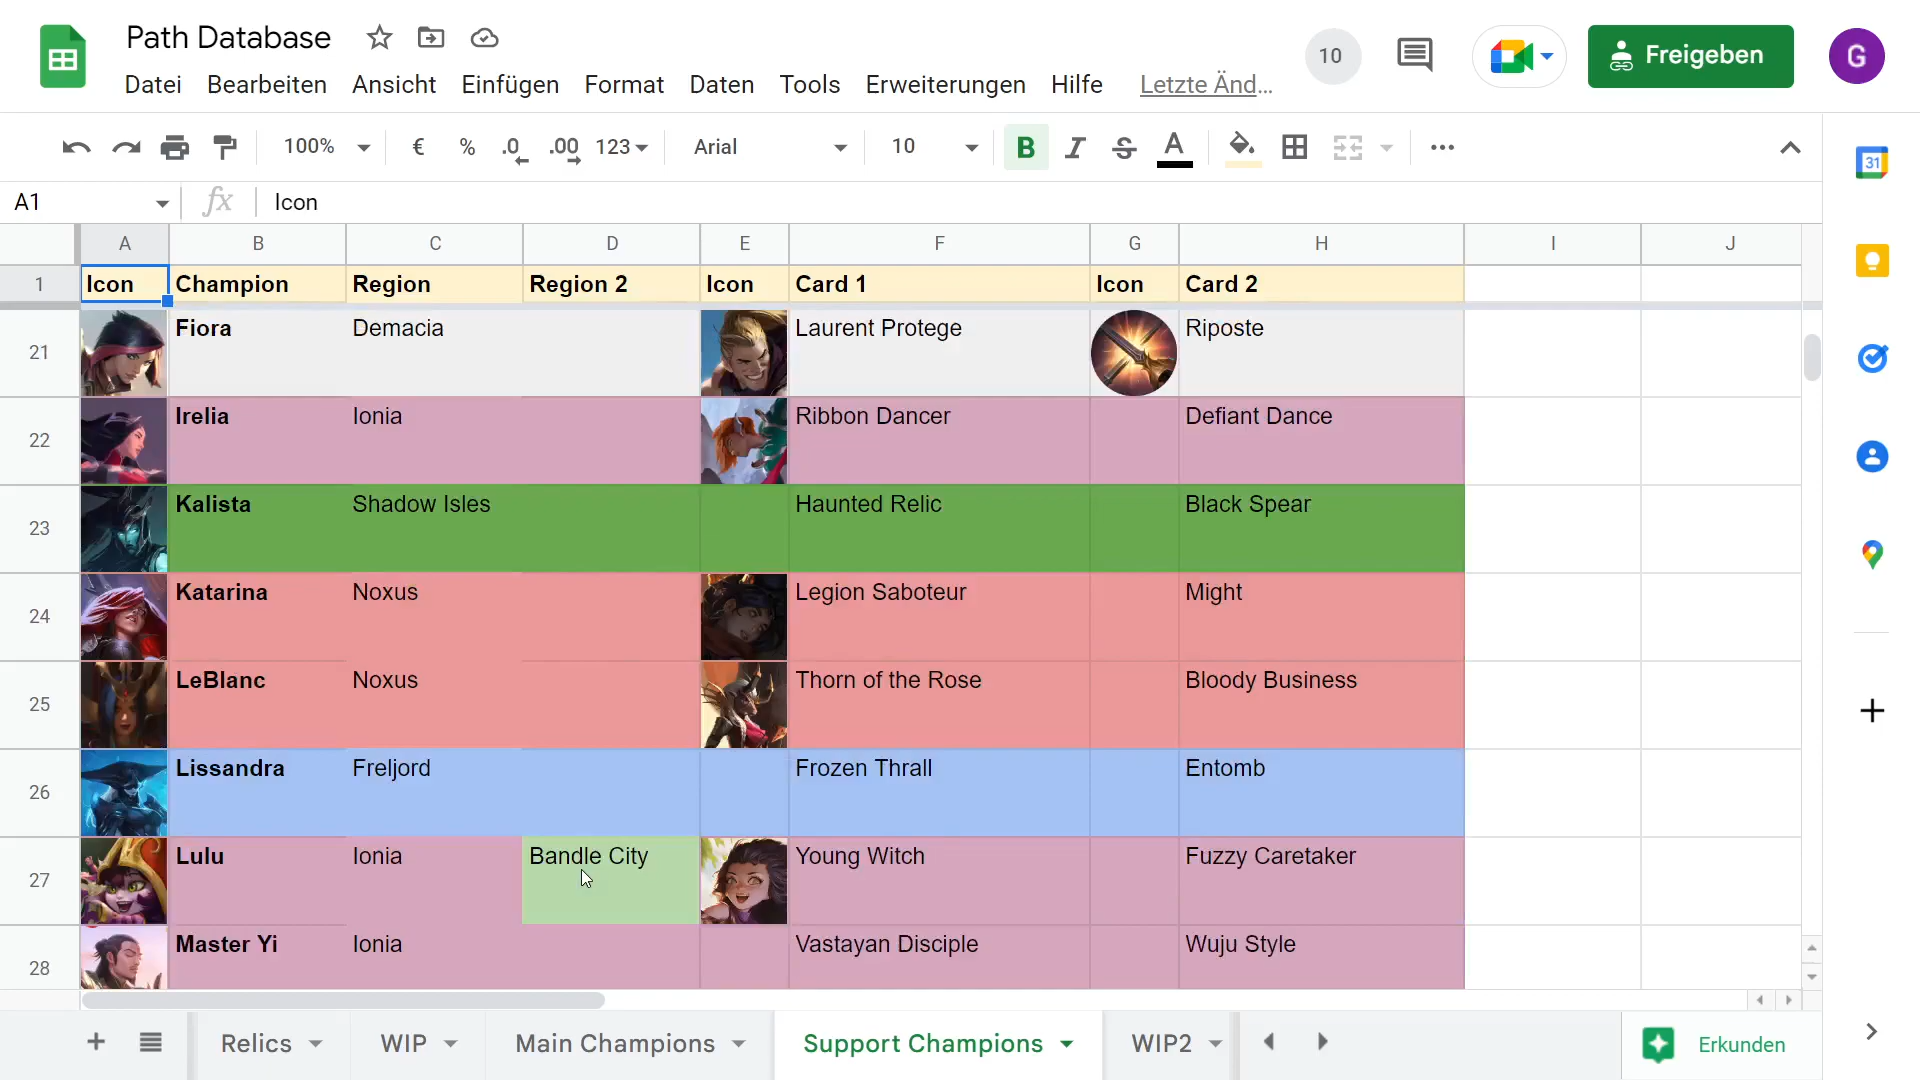 Path Database
Datei Bearbeiten Ansicht Einfügen Format Daten Tools Erweiterungen Hilfe Letzte Änd...
10
Freigeben
G
100% € % .0 .00 123 Arial 10 B I S A
31
A1 fx Icon
A B C D E F G H I J
1 Icon Champion Region Region 2 Icon Card 1 Icon Card 2
21 Fiora Demacia Laurent Protege Riposte
22 Irelia Ionia Ribbon Dancer Defiant Dance
23 Kalista Shadow Isles Haunted Relic Black Spear
24 Katarina Noxus Legion Saboteur Might
25 LeBlanc Noxus Thorn of the Rose Bloody Business
26 Lissandra Freljord Frozen Thrall Entomb
27 Lulu Ionia Bandle City Young Witch Fuzzy Caretaker
28 Master Yi Ionia Vastayan Disciple Wuju Style
Relics WIP Main Champions Support Champions WIP2 Erkunden